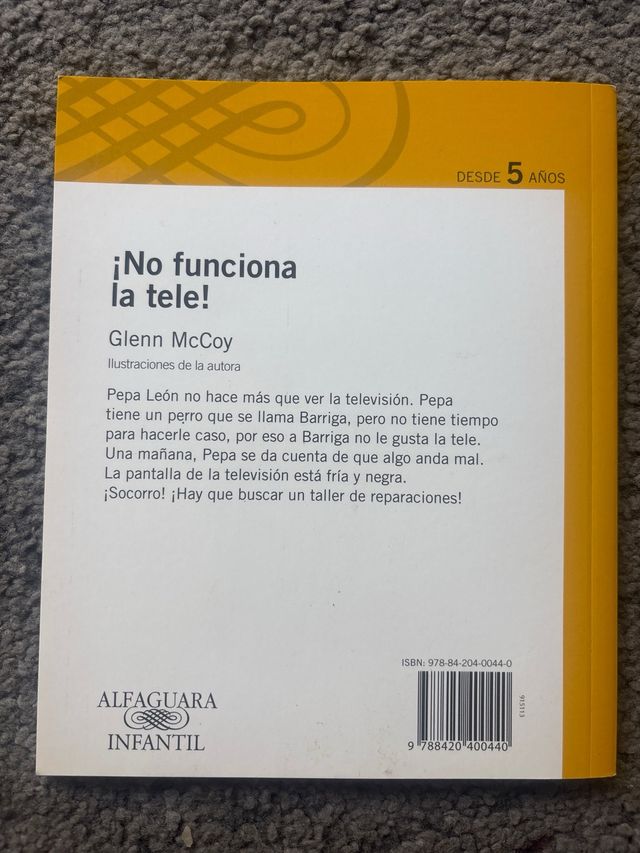 DESDE 5 AÑOS
¡No funciona
la tele!
Glenn McCoy
Ilustraciones de la autora
Pepa León no hace más que ver la televisión. Pepa
tiene un perro que se llama Barriga, pero no tiene tiempo
para hacerle caso, por eso a Barriga no le gusta la tele.
Una mañana, Pepa se da cuenta de que algo anda mal.
La pantalla de la televisión está fría y negra.
¡Socorro! ¡Hay que buscar un taller de reparaciones!
ISBN: 978-84-204-0044-0
915113
9 788420 400440
ALFAGUARA
INFANTIL